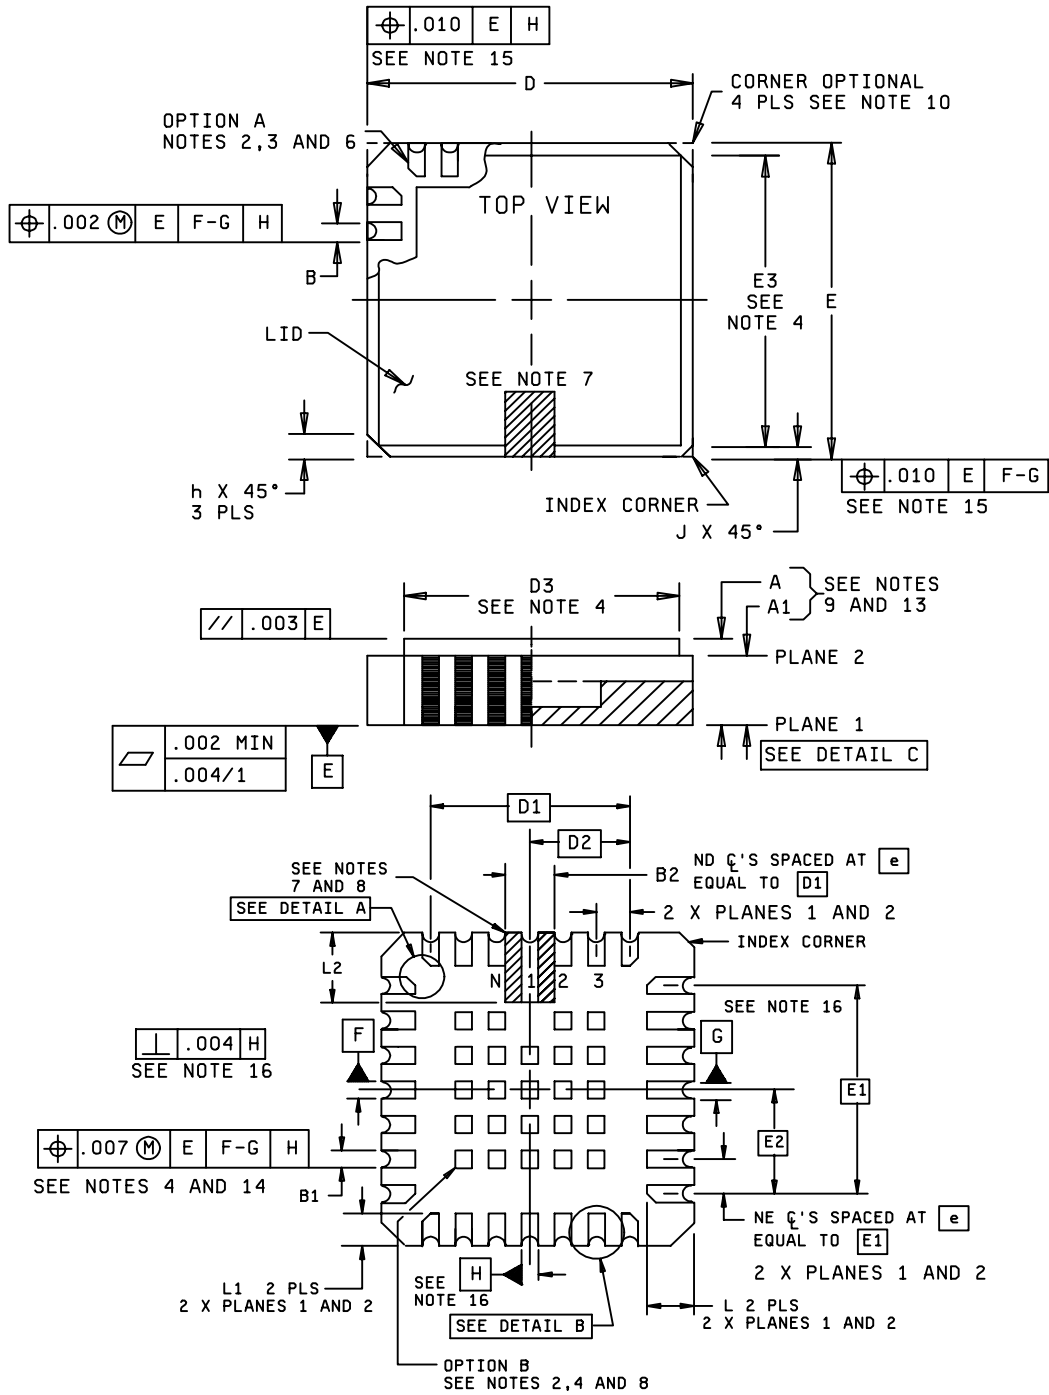 .010 E H
SEE NOTE 15
D
CORNER OPTIONAL
4 PLS SEE NOTE 10
OPTION A
NOTES 2,3 AND 6
TOP VIEW
.002 Ⓜ E F-G H
B
E3
SEE
NOTE 4
E
LID
SEE NOTE 7
h X 45°
3 PLS
INDEX CORNER
J X 45°
.010 E F-G
SEE NOTE 15
D3
SEE NOTE 4
A
A1
SEE NOTES
9 AND 13
// .003 E
PLANE 2
PLANE 1
SEE DETAIL C
.002 MIN
.004/1
E
D1
D2
SEE NOTES
7 AND 8
SEE DETAIL A
B2
ND ℄'S SPACED AT e
EQUAL TO D1
2 X PLANES 1 AND 2
INDEX CORNER
L2
N 1 2 3
SEE NOTE 16
F
G
⊥ .004 H
SEE NOTE 16
E1
E2
.007 Ⓜ E F-G H
SEE NOTES 4 AND 14
B1
NE ℄'S SPACED AT e
EQUAL TO E1
2 X PLANES 1 AND 2
L1 2 PLS
2 X PLANES 1 AND 2
SEE
NOTE 16
H
SEE DETAIL B
L 2 PLS
2 X PLANES 1 AND 2
OPTION B
SEE NOTES 2,4 AND 8